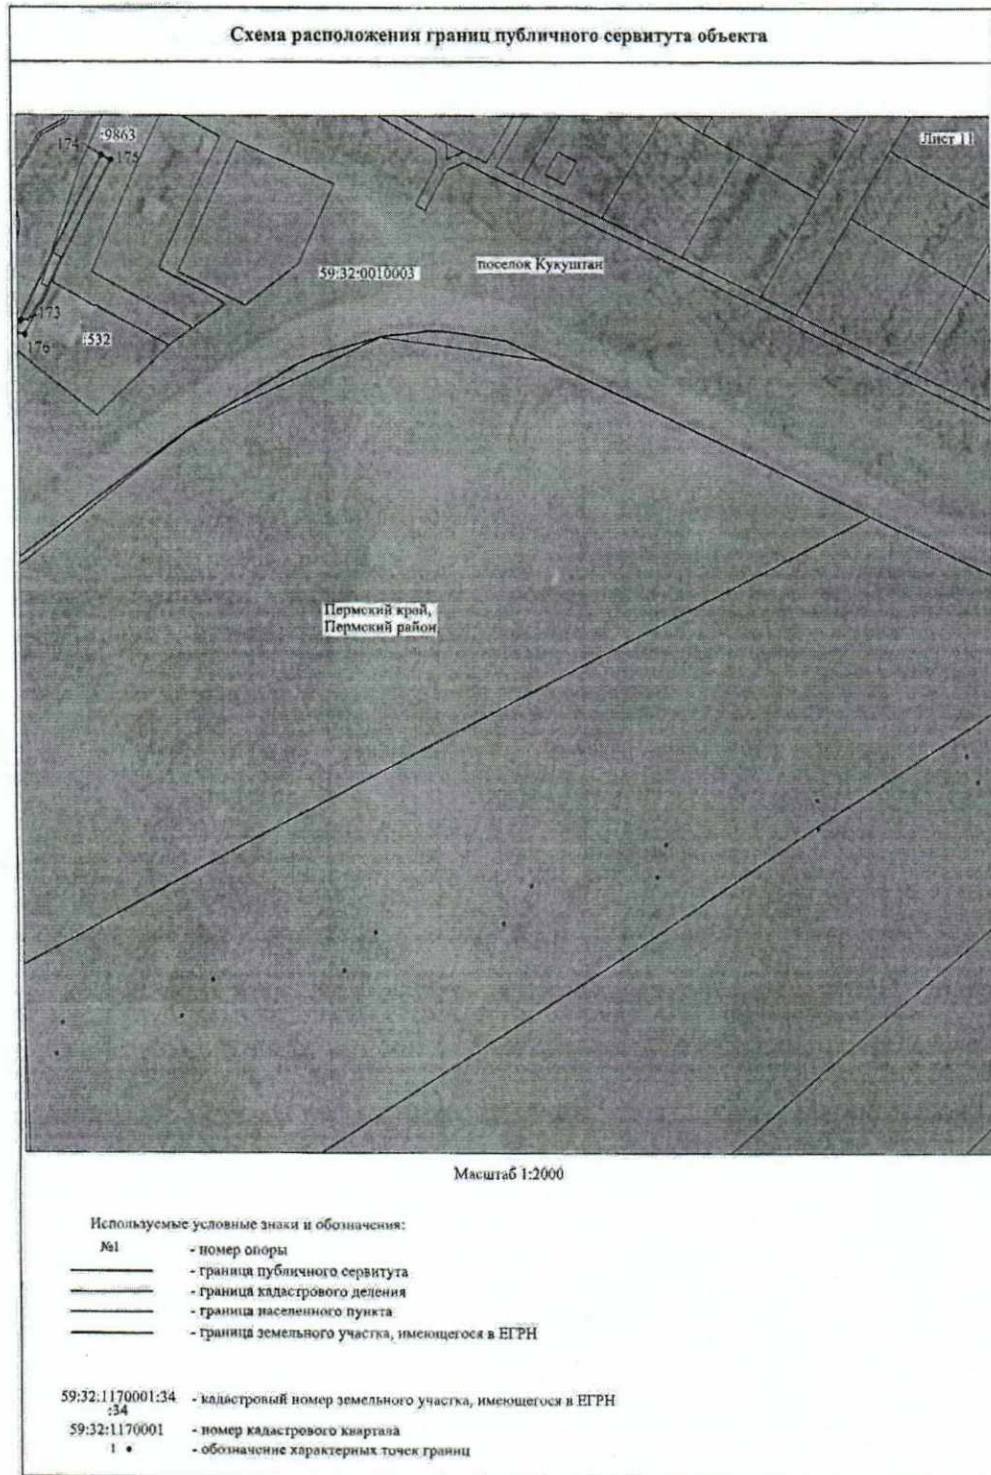 Схема расположения границ публичного сервитута объекта
Лист 11
:9863
174
175
поселок Кукуштан
59:32:0010003
173
:532
176
Пермский край,
Пермский район
Масштаб 1:2000
Используемые условные знаки и обозначения:
№1 - номер опоры
- граница публичного сервитута
- граница кадастрового деления
- граница населенного пункта
- граница земельного участка, имеющегося в ЕГРН
59:32:1170001:34 - кадастровый номер земельного участка, имеющегося в ЕГРН
:34
59:32:1170001 - номер кадастрового квартала
1 • - обозначение характерных точек границ